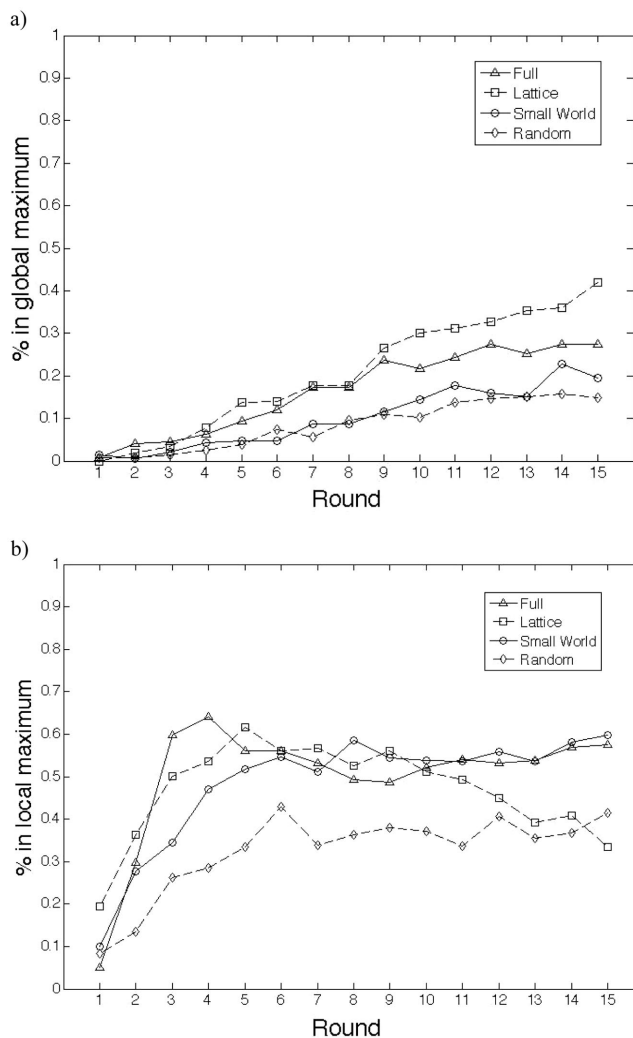 a)
1
0.9
0.8
0.7
0.6
0.5
0.4
0.3
0.2
0.1
0
% in global maximum
Full
Lattice
Small World
Random
1 2 3 4 5 6 7 8 9 10 11 12 13 14 15
Round
b)
1
0.9
0.8
0.7
0.6
0.5
0.4
0.3
0.2
0.1
0
% in local maximum
Full
Lattice
Small World
Random
1 2 3 4 5 6 7 8 9 10 11 12 13 14 15
Round